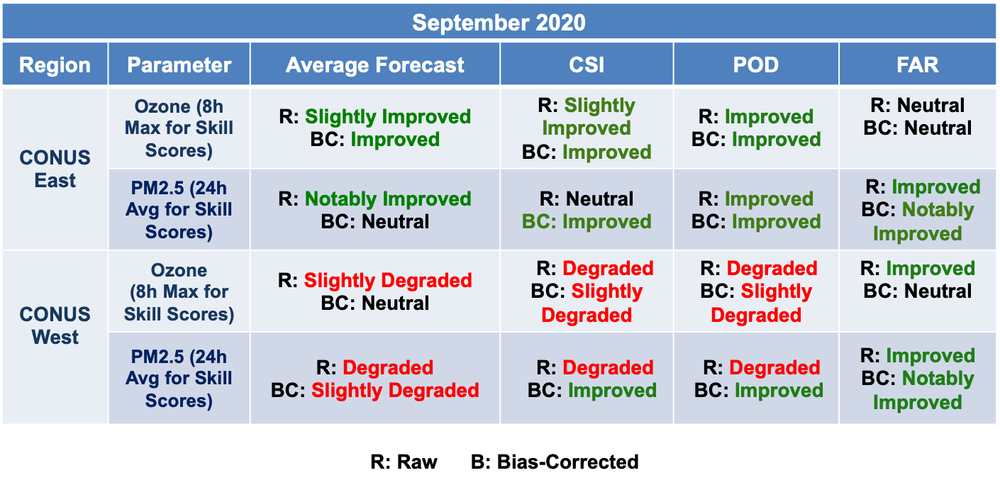 September 2020
Region Parameter Average Forecast CSI POD FAR
CONUS
East
Ozone (8h
Max for Skill
Scores)
R: Slightly Improved
BC: Improved
R: Slightly
Improved
BC: Improved
R: Improved
BC: Improved
R: Neutral
BC: Neutral
PM2.5 (24h
Avg for Skill
Scores)
R: Notably Improved
BC: Neutral
R: Neutral
BC: Improved
R: Improved
BC: Improved
R: Improved
BC: Notably
Improved
CONUS
West
Ozone
(8h Max for
Skill Scores)
R: Slightly Degraded
BC: Neutral
R: Degraded
BC: Slightly
Degraded
R: Degraded
BC: Slightly
Degraded
R: Improved
BC: Neutral
PM2.5 (24h
Avg for Skill
Scores)
R: Degraded
BC: Slightly Degraded
R: Degraded
BC: Improved
R: Degraded
BC: Improved
R: Improved
BC: Notably
Improved
R: Raw B: Bias-Corrected